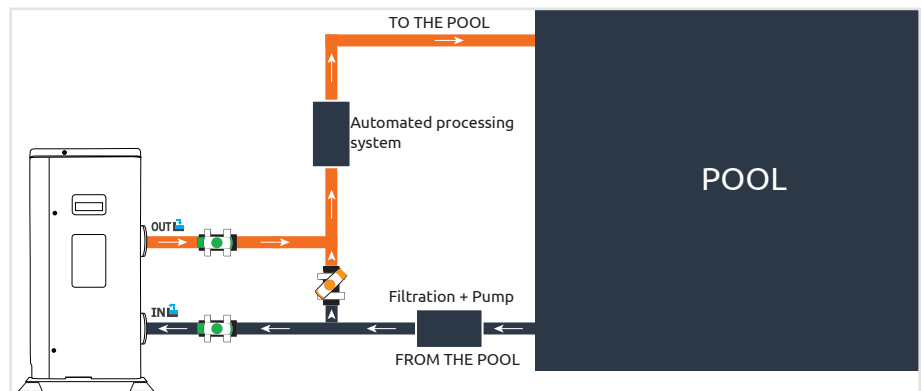 TO THE POOL
Automated processing
system
POOL
OUT
IN
Filtration + Pump
FROM THE POOL